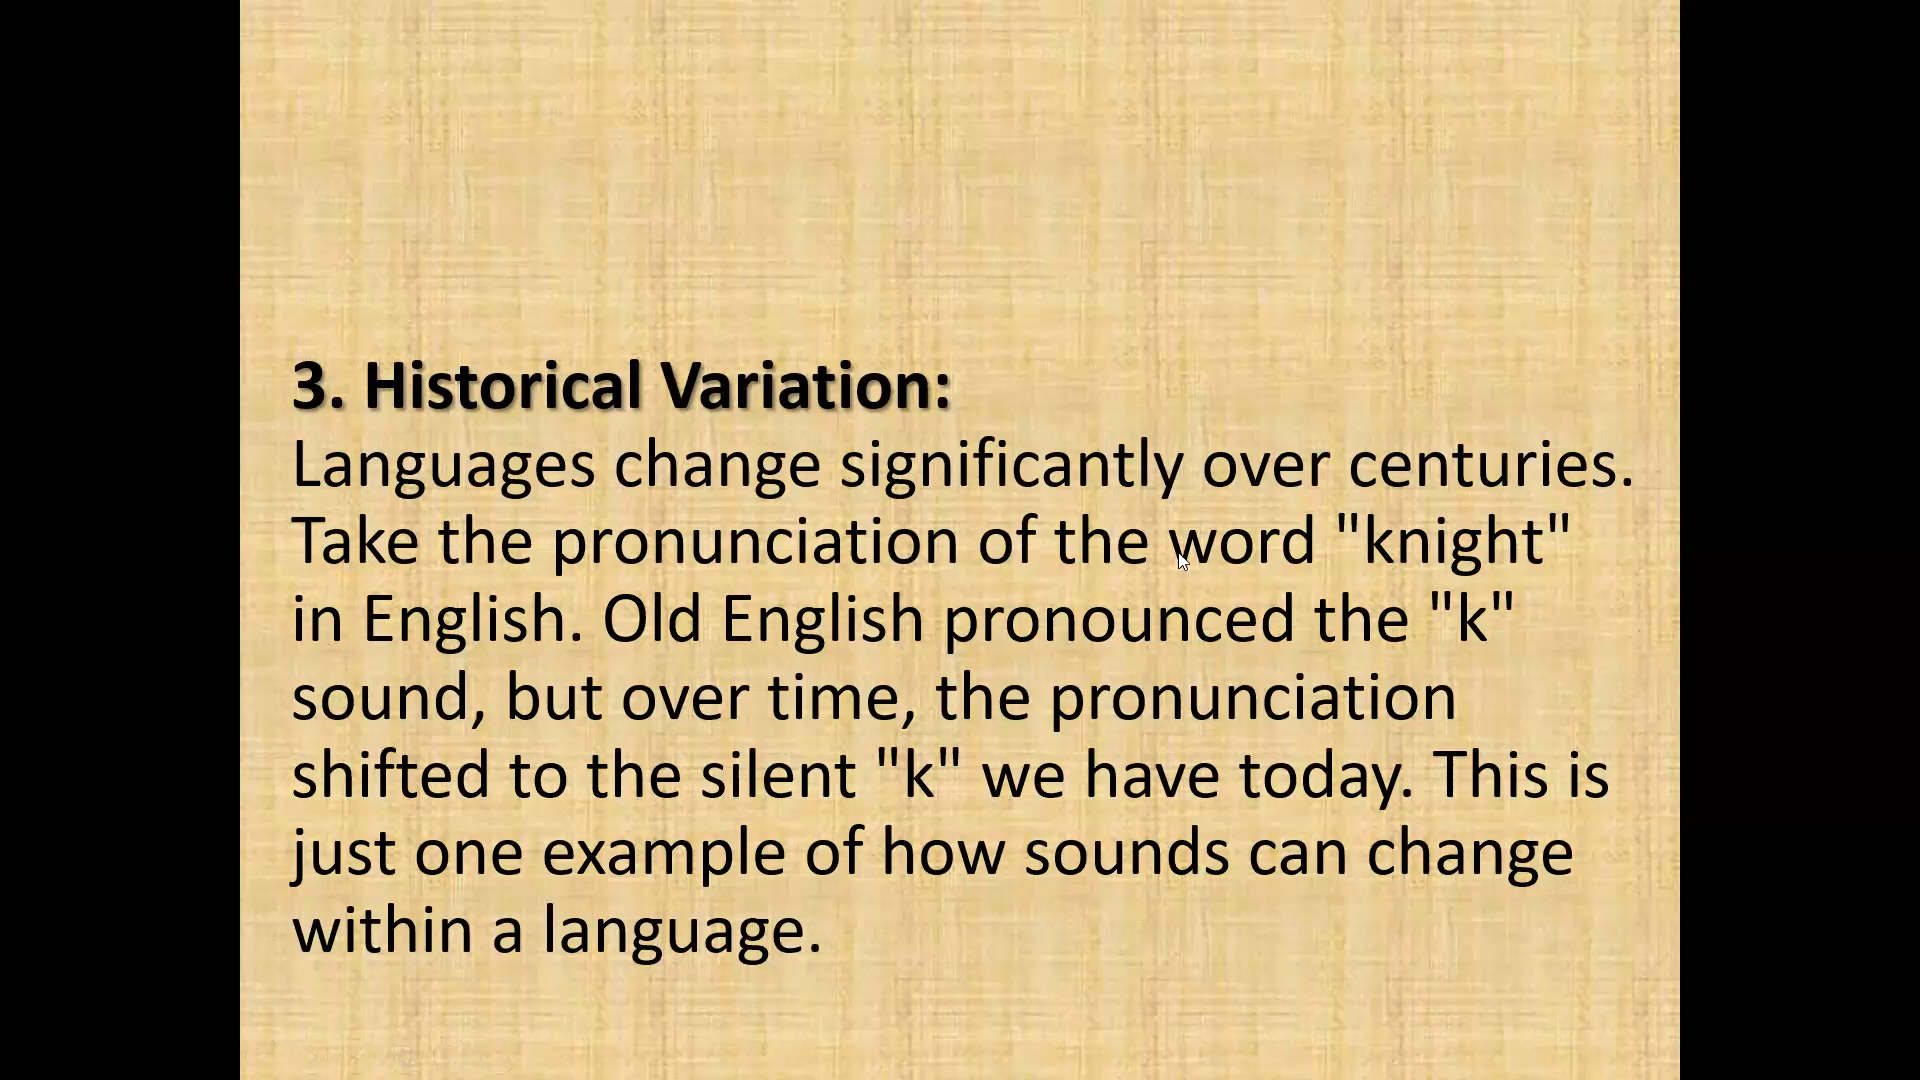 3. Historical Variation:
Languages change significantly over centuries.
Take the pronunciation of the word "knight"
in English. Old English pronounced the "k"
sound, but over time, the pronunciation
shifted to the silent "k" we have today. This is
just one example of how sounds can change
within a language.